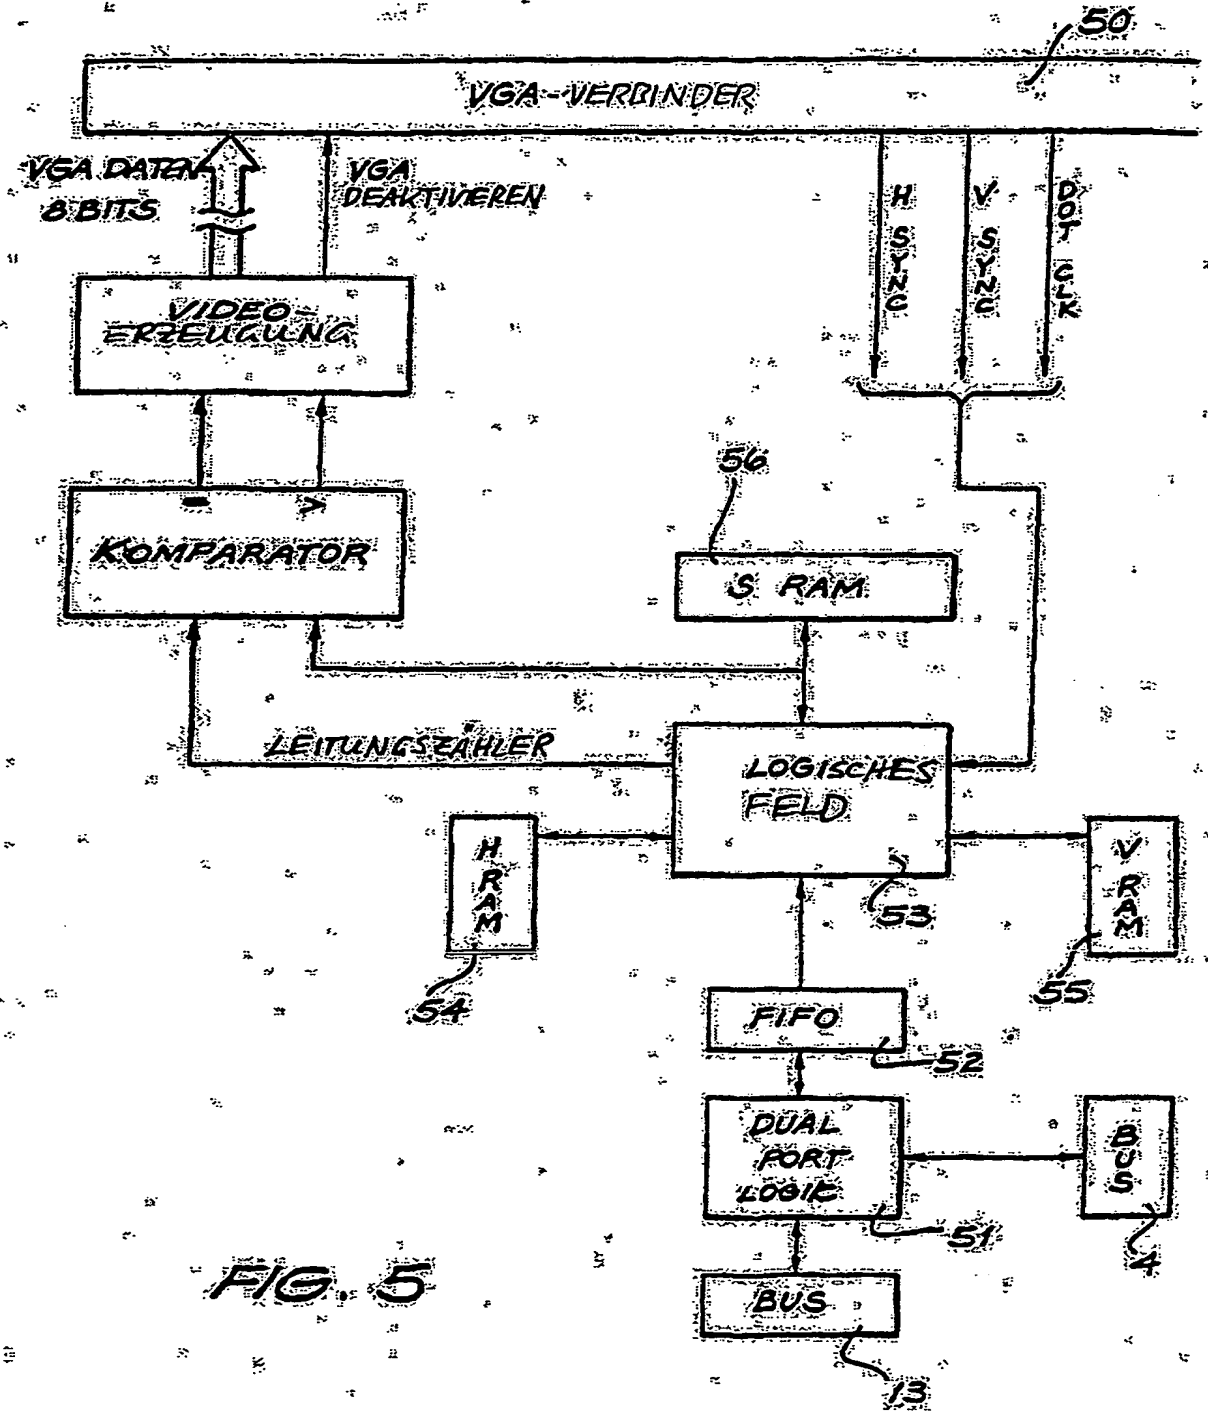 50
VGA-VERBINDER
VGA DATEN
8 BITS
VGA
DEAKTIVIEREN
H SYNC
V SYNC
DOT CLK
VIDEO-
ERZEUGUNG
56
=
>
KOMPARATOR
S RAM
LEITUNGSZÄHLER
LOGISCHES
FELD
H RAM
V RAM
53
54
55
FIFO
52
DUAL
PORT
LOGIK
BUS
51
4
FIG. 5
BUS
13